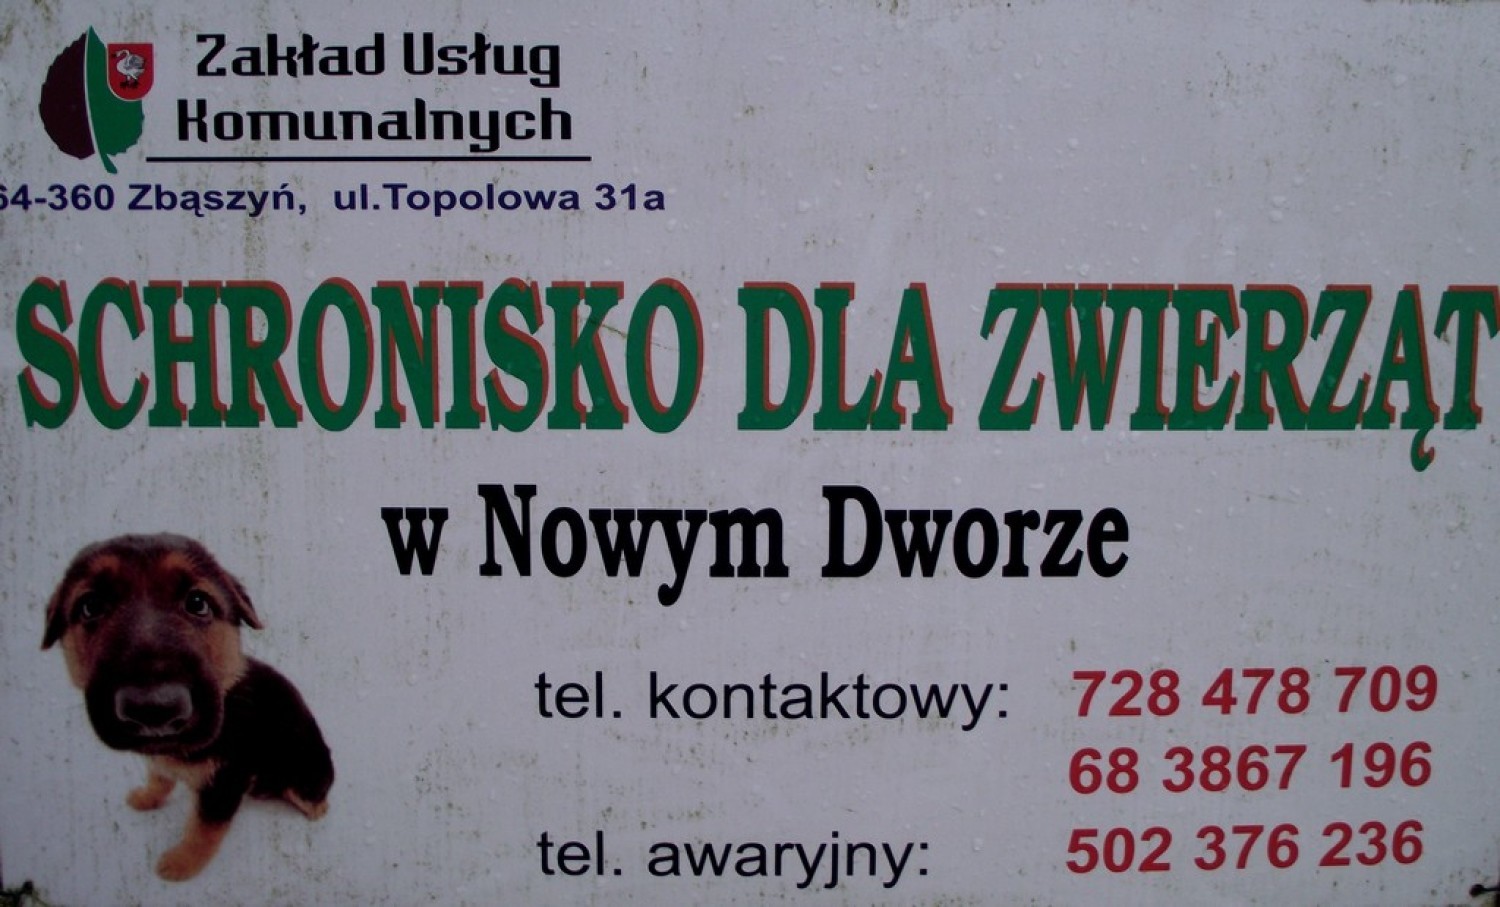 Zakład Usług
Komunalnych
64-360 Zbąszyń, ul.Topolowa 31a
SCHRONISKO DLA ZWIERZĄT
w Nowym Dworze
tel. kontaktowy: 728 478 709
68 3867 196
tel. awaryjny: 502 376 236